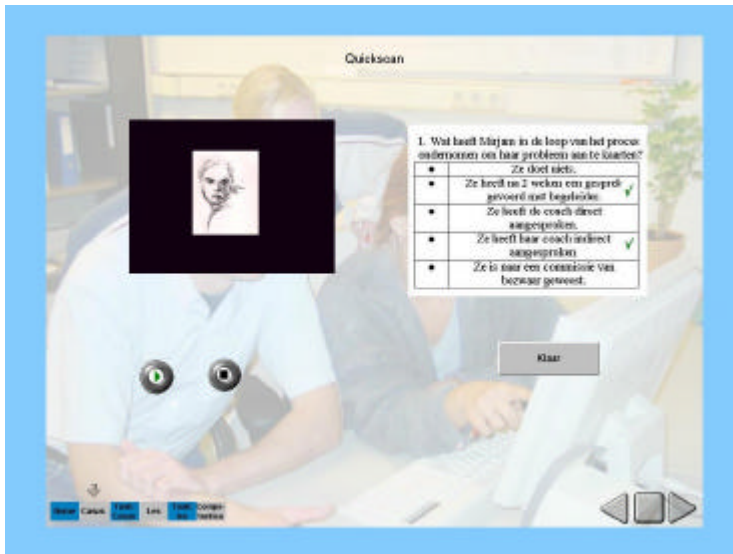 Quickscan
1. Wat heeft Mirjam in de loop van het proces
ondernomen om haar probleem aan te kaarten?
Ze doet niets.
Ze heeft na 2 weken een gesprek
gevoerd met begeleider.
Ze heeft de coach direct
aangesproken.
Ze heeft haar coach indirect
aangesproken
Ze is naar een commissie van
bezwaar geweest.
Klaar
Casus
Les